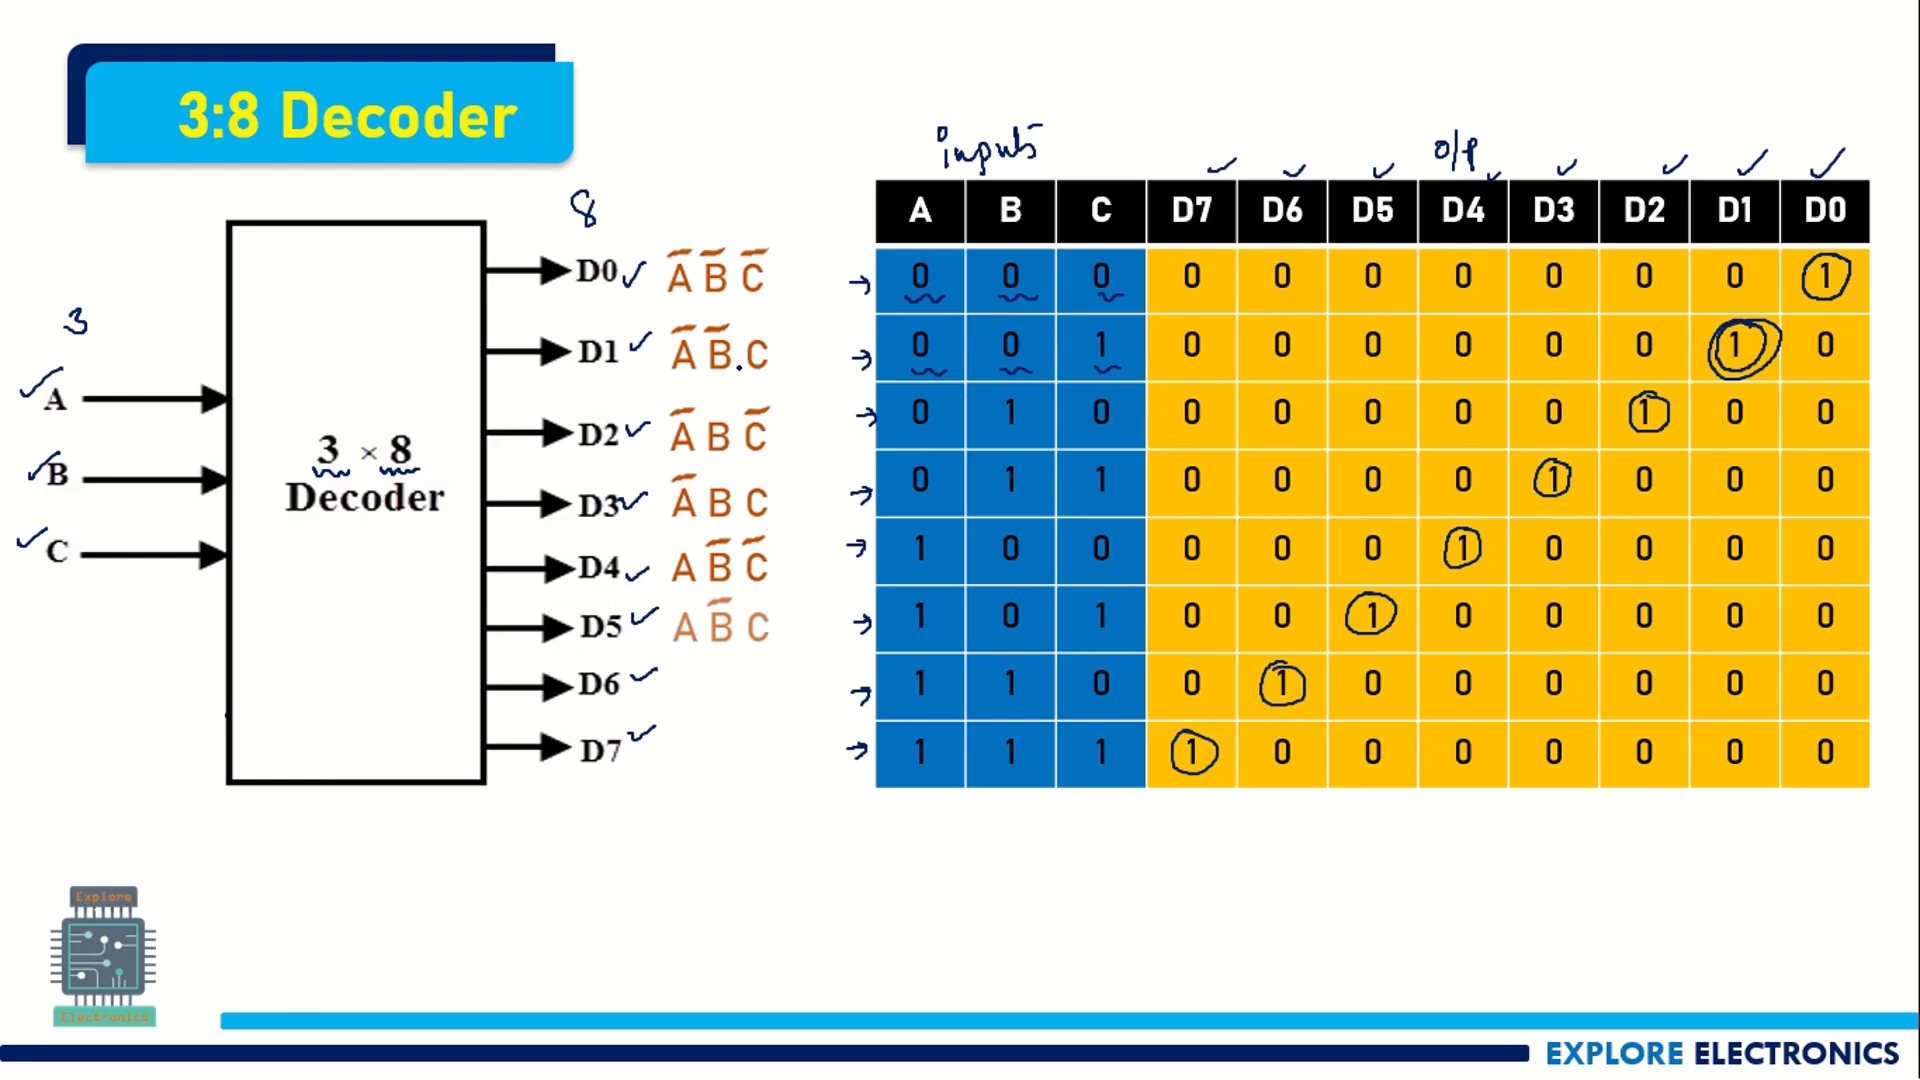 3:8 Decoder
8
3
A
B
C
3 × 8
Decoder
D0 A̅ B̅ C̅
D1 A̅ B̅.C
D2 A̅ B C̅
D3 A̅ B C
D4 A B̅ C̅
D5 A B̅ C
D6
D7
inputs o/p
A B C D7 D6 D5 D4 D3 D2 D1 D0
0 0 0 0 0 0 0 0 0 0 1
0 0 1 0 0 0 0 0 0 1 0
0 1 0 0 0 0 0 0 1 0 0
0 1 1 0 0 0 0 1 0 0 0
1 0 0 0 0 0 1 0 0 0 0
1 0 1 0 0 1 0 0 0 0 0
1 1 0 0 1 0 0 0 0 0 0
1 1 1 1 0 0 0 0 0 0 0
Explore
Electronics
EXPLORE ELECTRONICS